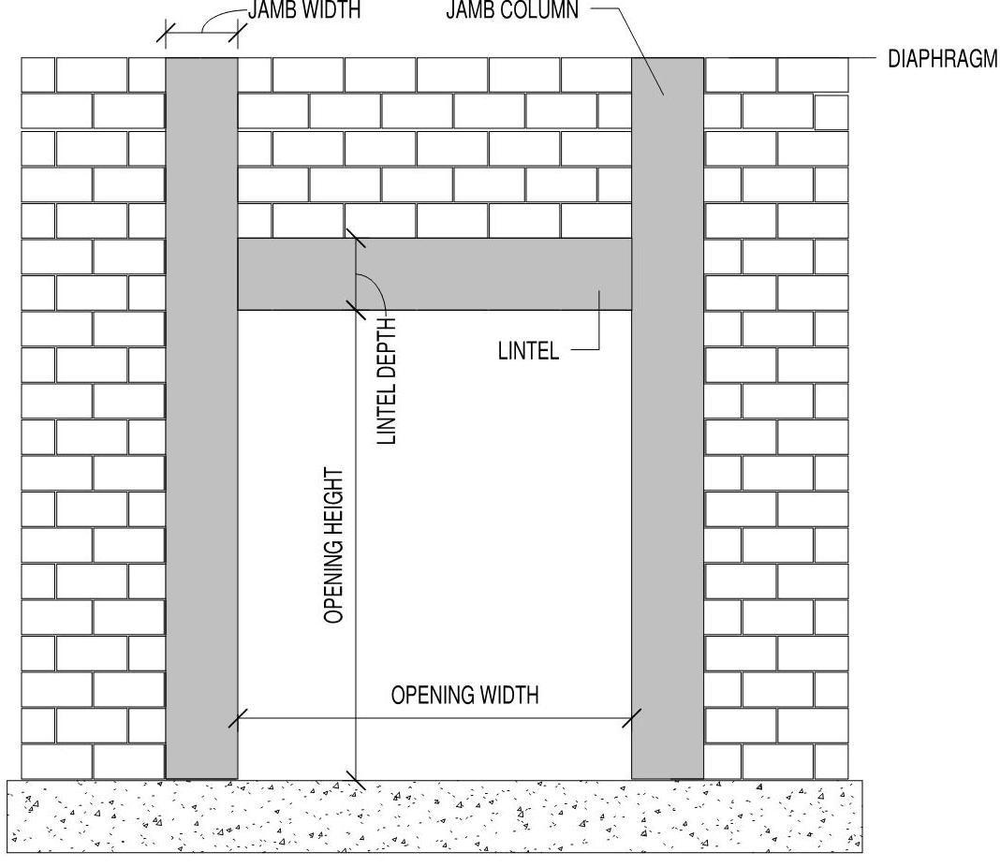 JAMB WIDTH
JAMB COLUMN
DIAPHRAGM
LINTEL
LINTEL DEPTH
OPENING HEIGHT
OPENING WIDTH